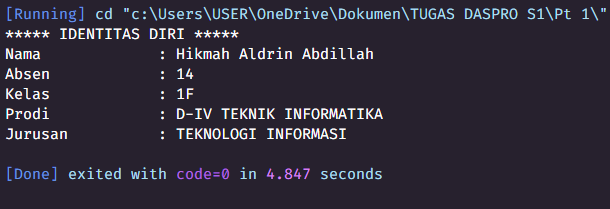 [Running] cd "c:\Users\USER\OneDrive\Dokumen\TUGAS DASPRO S1\Pt 1\"
***** IDENTITAS DIRI *****
Nama : Hikmah Aldrin Abdillah
Absen : 14
Kelas : 1F
Prodi : D-IV TEKNIK INFORMATIKA
Jurusan : TEKNOLOGI INFORMASI
[Done] exited with code=0 in 4.847 seconds